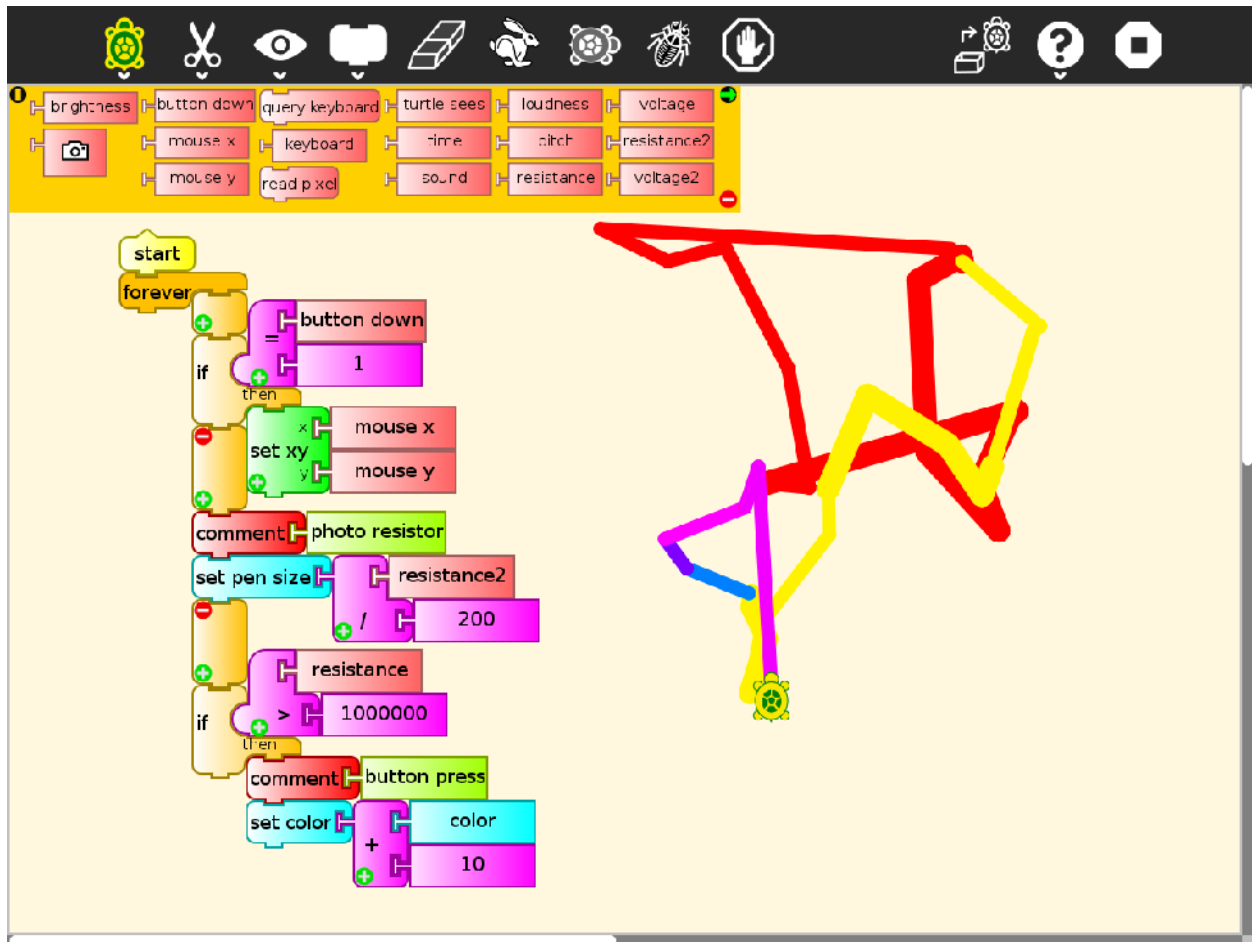 brightness button down query keyboard turtle sees loudness voltage
mouse x keyboard time pitch resistance2
mouse y read pixel sound resistance voltage2
start
forever
button down
=
if
1
then
x mouse x
set xy
y mouse y
comment photo resistor
set pen size resistance2
/ 200
resistance
if > 1000000
then
comment button press
set color color
+
10